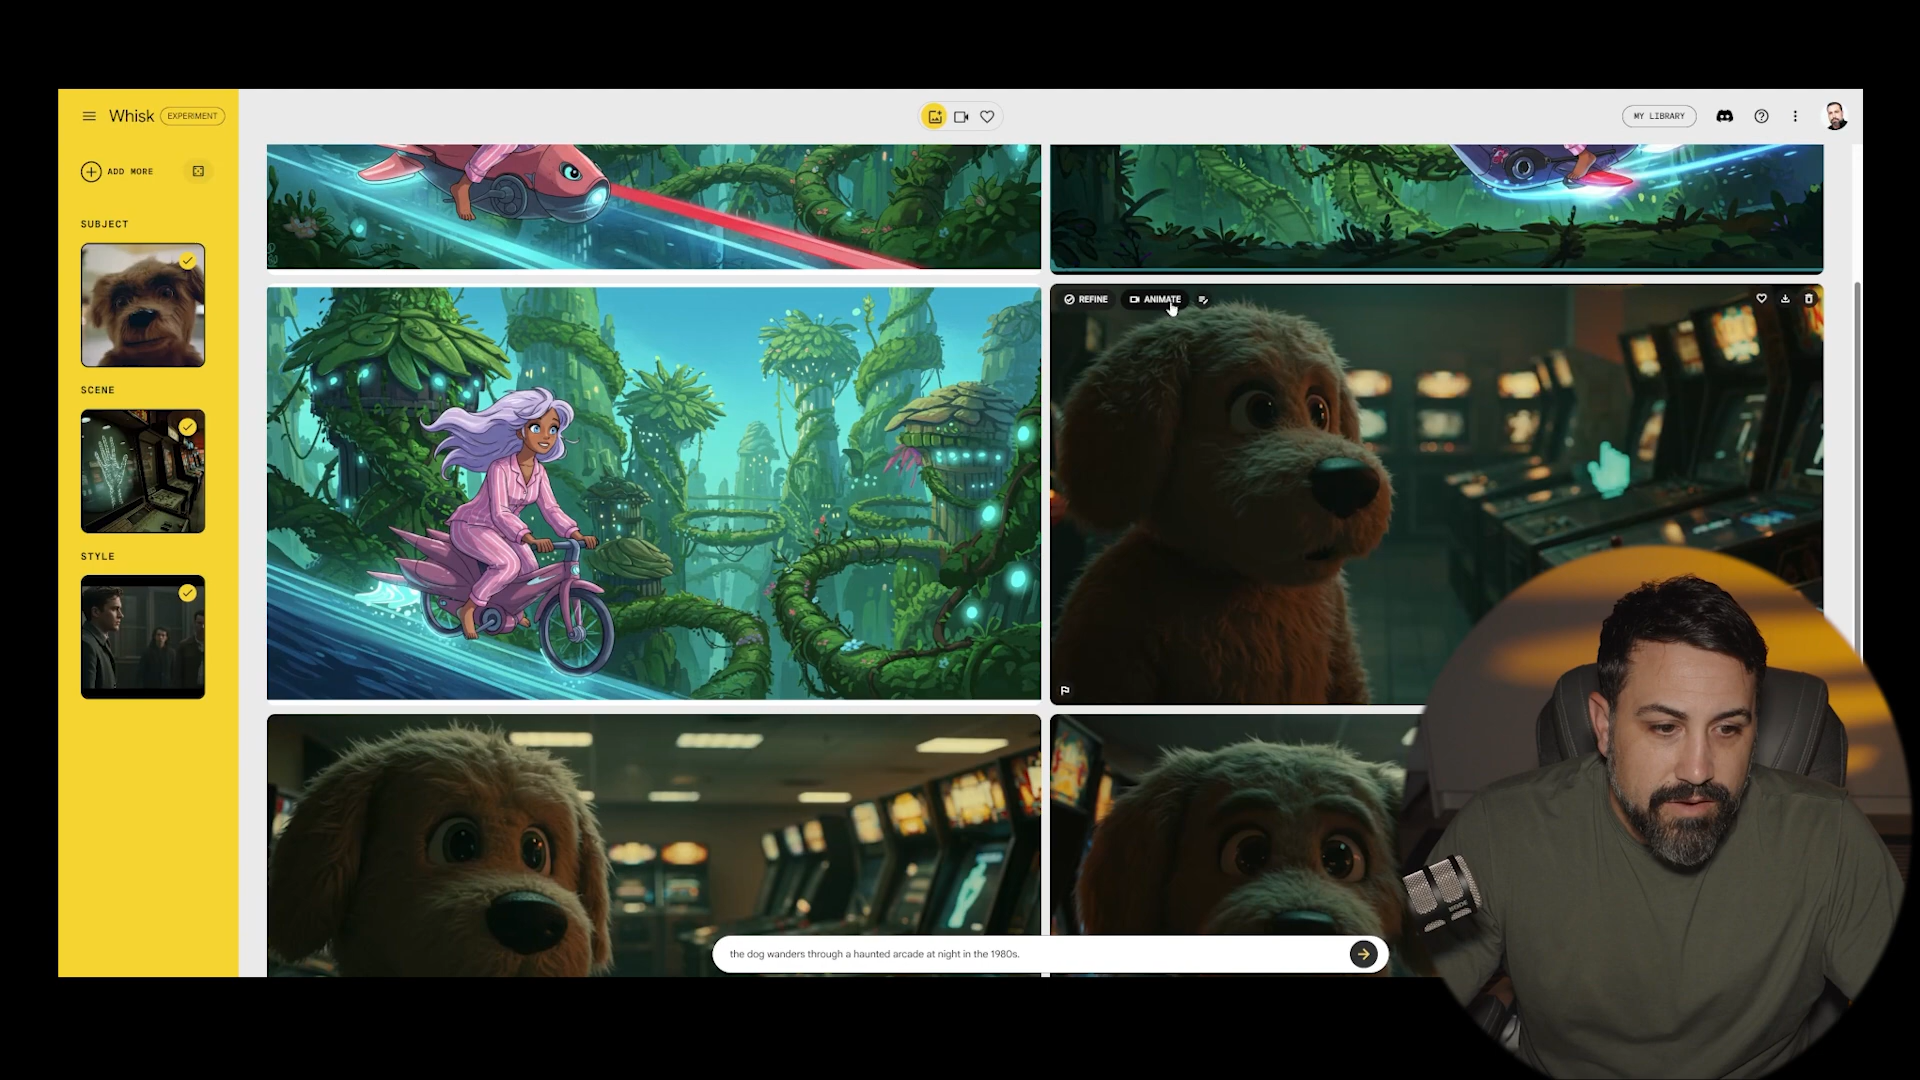 Whisk EXPERIMENT
MY LIBRARY
ADD MORE
SUBJECT
SCENE
STYLE
REFINE ANIMATE
MODE
the dog wanders through a haunted arcade at night in the 1980s.